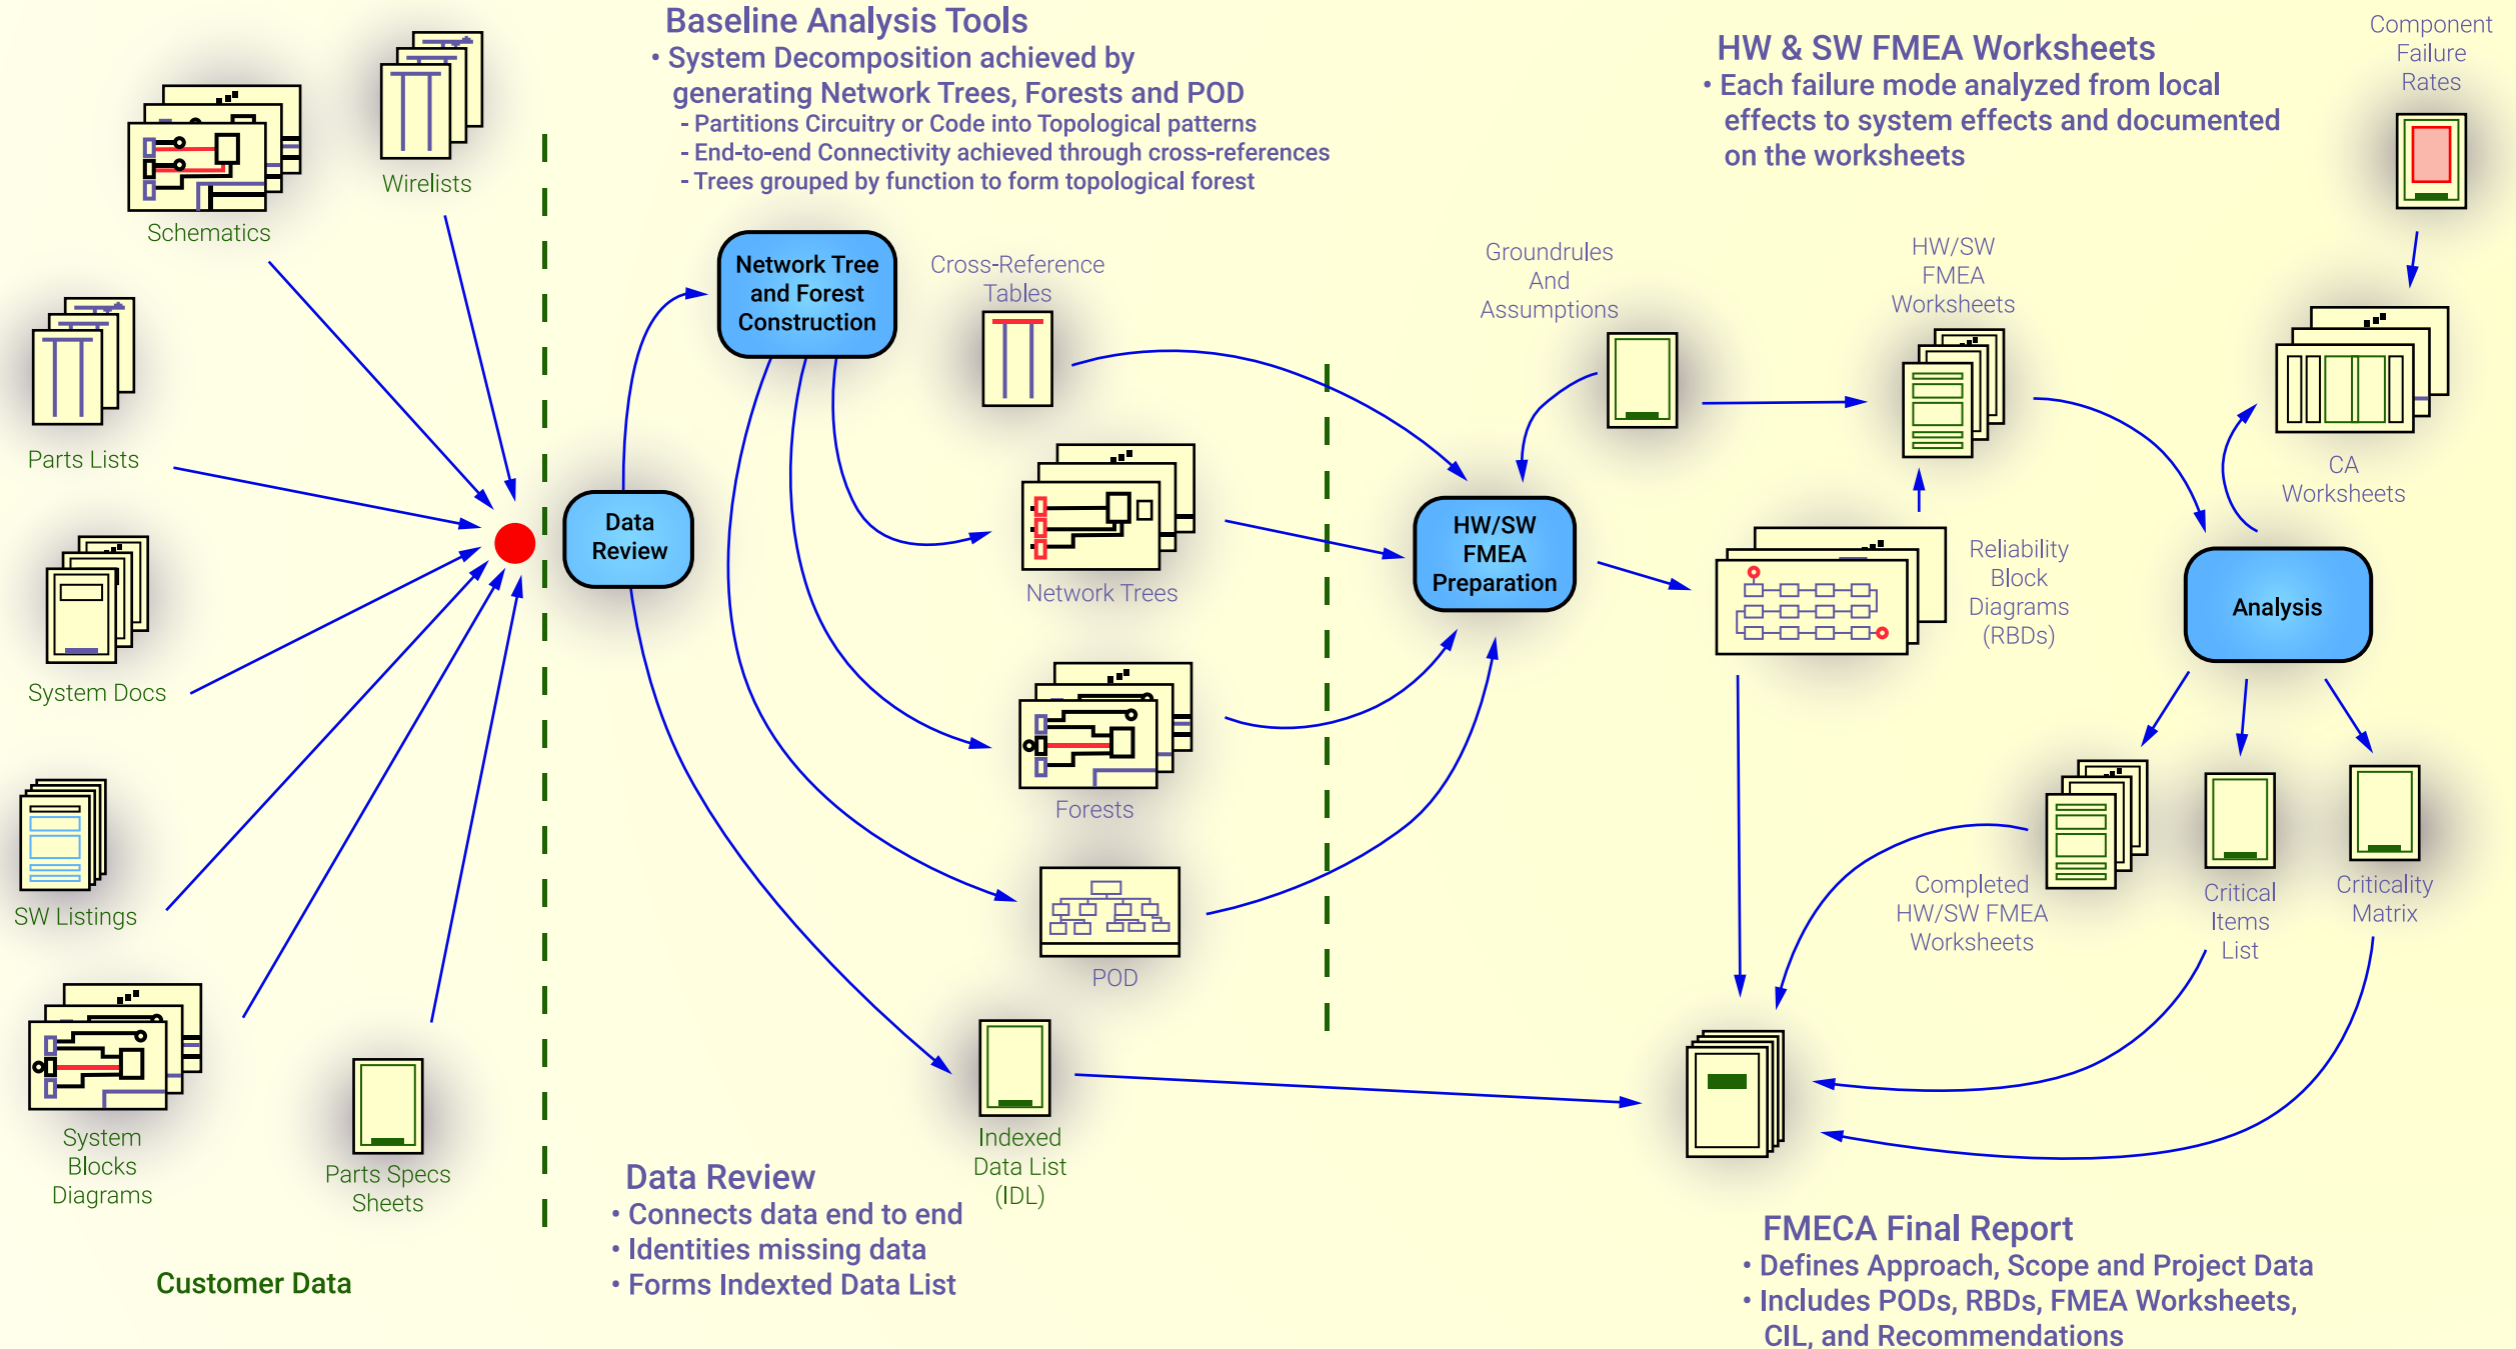 Baseline Analysis Tools
• System Decomposition achieved by
generating Network Trees, Forests and POD
- Partitions Circuitry or Code into Topological patterns
- End-to-end Connectivity achieved through cross-references
- Trees grouped by function to form topological forest
HW & SW FMEA Worksheets
• Each failure mode analyzed from local
effects to system effects and documented
on the worksheets
Component
Failure
Rates
Wirelists
Schematics
Parts Lists
System Docs
SW Listings
System
Blocks
Diagrams
Parts Specs
Sheets
Customer Data
Data
Review
Network Tree
and Forest
Construction
Cross-Reference
Tables
Network Trees
Forests
POD
Indexed
Data List
(IDL)
Data Review
• Connects data end to end
• Identities missing data
• Forms Indexted Data List
Groundrules
And
Assumptions
HW/SW
FMEA
Preparation
HW/SW
FMEA
Worksheets
Reliability
Block
Diagrams
(RBDs)
CA
Worksheets
Analysis
Completed
HW/SW FMEA
Worksheets
Critical
Items
List
Criticality
Matrix
FMECA Final Report
• Defines Approach, Scope and Project Data
• Includes PODs, RBDs, FMEA Worksheets,
CIL, and Recommendations